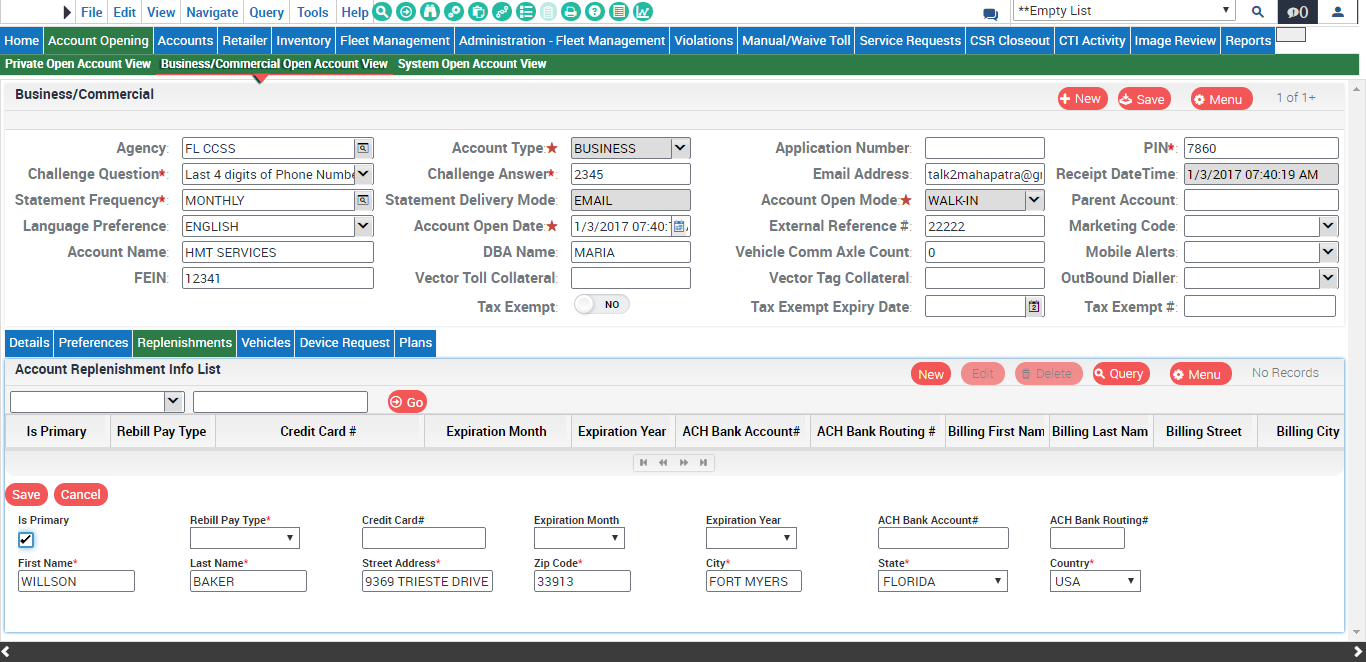 File Edit View Navigate Query Tools Help **Empty List 0
Home Account Opening Accounts Retailer Inventory Fleet Management Administration - Fleet Management Violations Manual/Waive Toll Service Requests CSR Closeout CTI Activity Image Review Reports
Private Open Account View Business/Commercial Open Account View System Open Account View
Business/Commercial New Save Menu 1 of 1+
Agency: FL CCSS Account Type:★ BUSINESS Application Number: PIN*: 7860
Challenge Question*: Last 4 digits of Phone Numbe Challenge Answer*: 2345 Email Address: talk2mahapatra@gr Receipt DateTime: 1/3/2017 07:40:19 AM
Statement Frequency*: MONTHLY Statement Delivery Mode: EMAIL Account Open Mode:★ WALK-IN Parent Account:
Language Preference: ENGLISH Account Open Date:★ 1/3/2017 07:40: External Reference #: 22222 Marketing Code:
Account Name: HMT SERVICES DBA Name: MARIA Vehicle Comm Axle Count: 0 Mobile Alerts:
FEIN: 12341 Vector Toll Collateral: Vector Tag Collateral: OutBound Dialler:
Tax Exempt: NO Tax Exempt Expiry Date: 2 Tax Exempt #:
Details Preferences Replenishments Vehicles Device Request Plans
Account Replenishment Info List New Edit Delete Query Menu No Records
Go
Is Primary Rebill Pay Type Credit Card # Expiration Month Expiration Year ACH Bank Account# ACH Bank Routing # Billing First Nam Billing Last Nam Billing Street Billing City
Save Cancel
Is Primary Rebill Pay Type* Credit Card# Expiration Month Expiration Year ACH Bank Account# ACH Bank Routing#
First Name* Last Name* Street Address* Zip Code* City* State* Country*
WILLSON BAKER 9369 TRIESTE DRIVE 33913 FORT MYERS FLORIDA USA